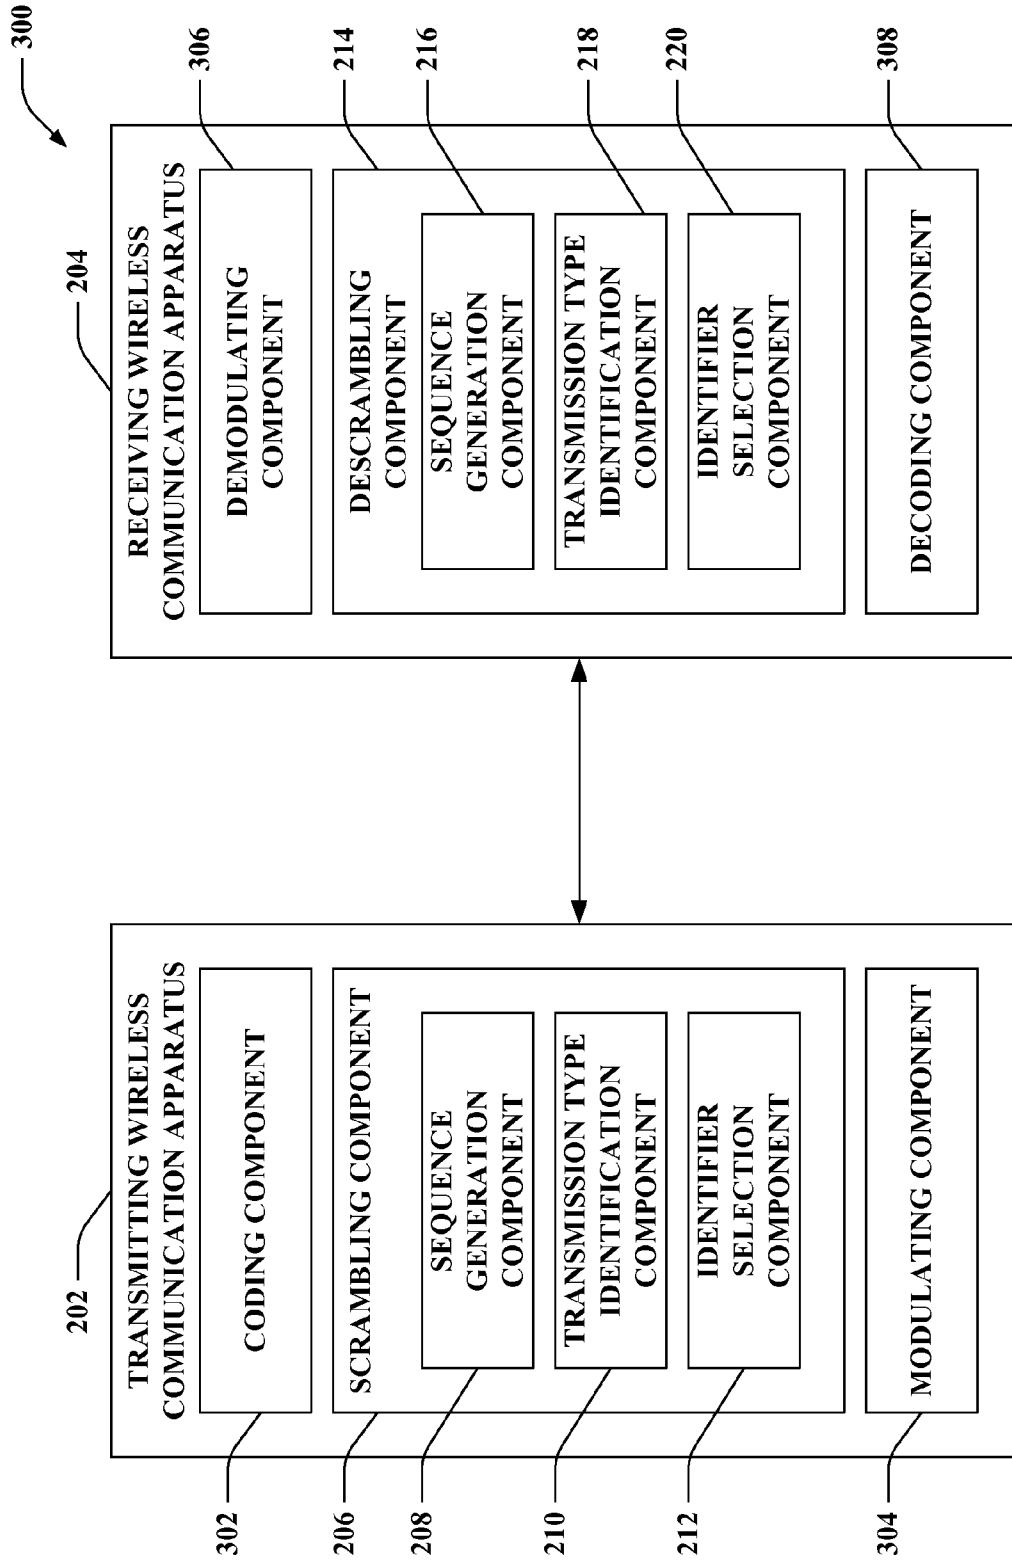 300
202
TRANSMITTING WIRELESS
COMMUNICATION APPARATUS
302
CODING COMPONENT
206
SCRAMBLING COMPONENT
208
SEQUENCE
GENERATION
COMPONENT
210
TRANSMISSION TYPE
IDENTIFICATION
COMPONENT
212
IDENTIFIER
SELECTION
COMPONENT
304
MODULATING COMPONENT
204
RECEIVING WIRELESS
COMMUNICATION APPARATUS
306
DEMODULATING
COMPONENT
214
DESCRAMBLING
COMPONENT
216
SEQUENCE
GENERATION
COMPONENT
218
TRANSMISSION TYPE
IDENTIFICATION
COMPONENT
220
IDENTIFIER
SELECTION
COMPONENT
308
DECODING COMPONENT